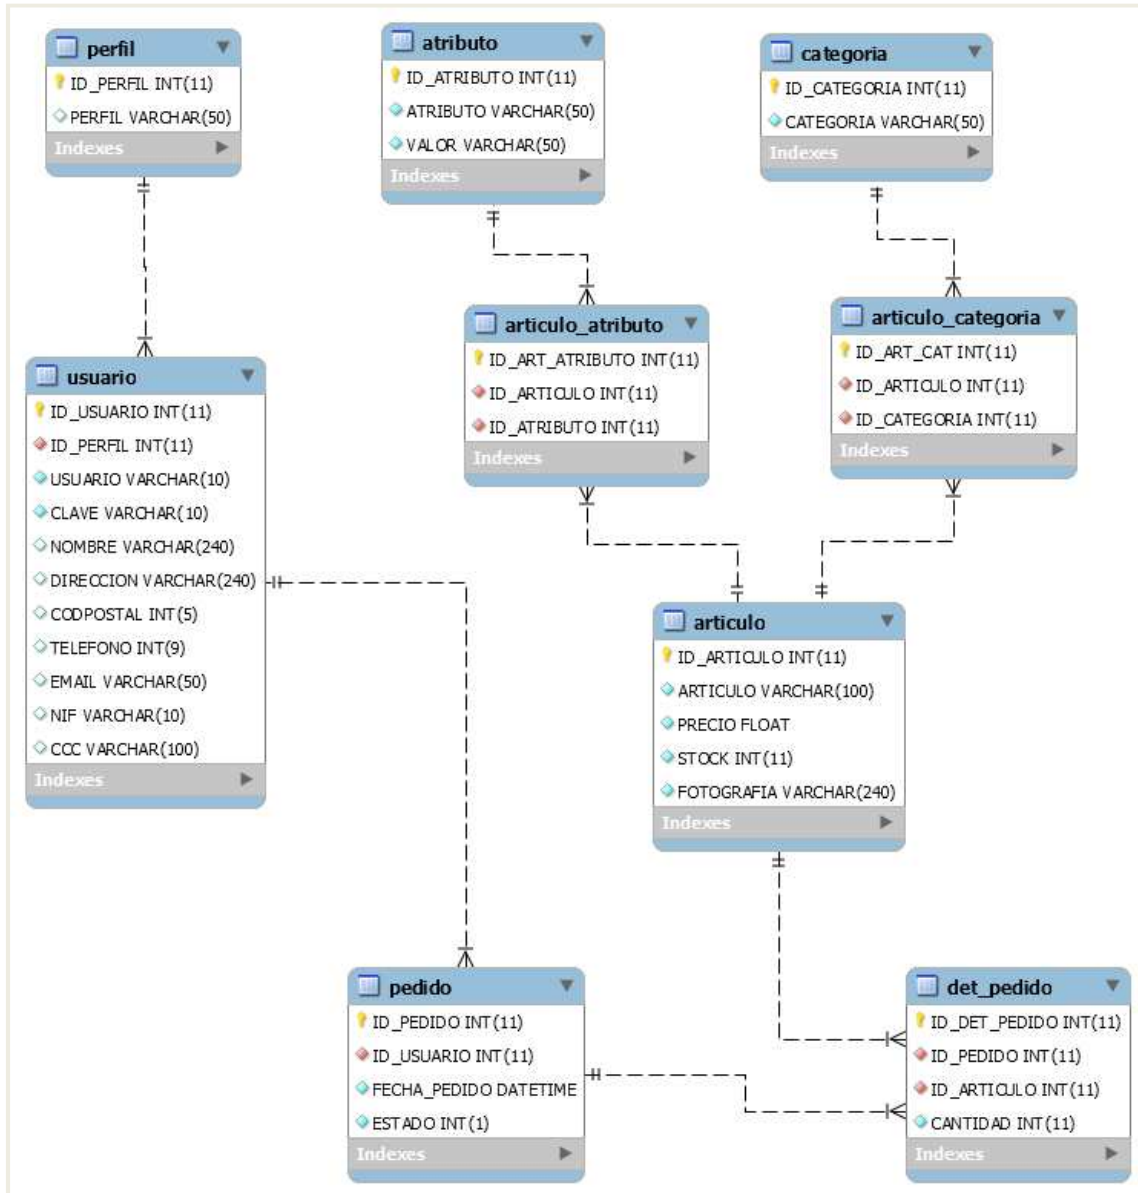 perfil
ID_PERFIL INT(11)
PERFIL VARCHAR(50)
Indexes
atributo
ID_ATRIBUTO INT(11)
ATRIBUTO VARCHAR(50)
VALOR VARCHAR(50)
Indexes
categoria
ID_CATEGORIA INT(11)
CATEGORIA VARCHAR(50)
Indexes
articulo_atributo
ID_ART_ATRIBUTO INT(11)
ID_ARTICULO INT(11)
ID_ATRIBUTO INT(11)
Indexes
articulo_categoria
ID_ART_CAT INT(11)
ID_ARTICULO INT(11)
ID_CATEGORIA INT(11)
Indexes
usuario
ID_USUARIO INT(11)
ID_PERFIL INT(11)
USUARIO VARCHAR(10)
CLAVE VARCHAR(10)
NOMBRE VARCHAR(240)
DIRECCION VARCHAR(240)
CODPOSTAL INT(5)
TELEFONO INT(9)
EMAIL VARCHAR(50)
NIF VARCHAR(10)
CCC VARCHAR(100)
Indexes
articulo
ID_ARTICULO INT(11)
ARTICULO VARCHAR(100)
PRECIO FLOAT
STOCK INT(11)
FOTOGRAFIA VARCHAR(240)
Indexes
pedido
ID_PEDIDO INT(11)
ID_USUARIO INT(11)
FECHA_PEDIDO DATETIME
ESTADO INT(1)
Indexes
det_pedido
ID_DET_PEDIDO INT(11)
ID_PEDIDO INT(11)
ID_ARTICULO INT(11)
CANTIDAD INT(11)
Indexes